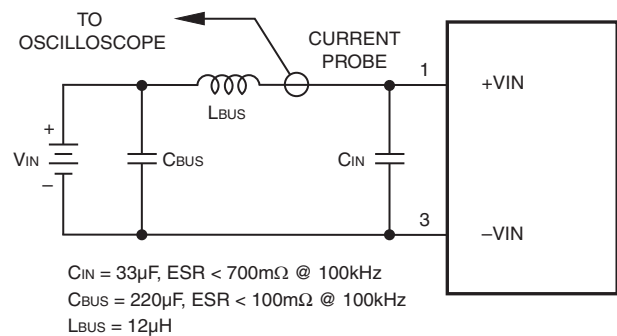 TO
OSCILLOSCOPE
CURRENT
PROBE
1
+VIN
LBUS
+
VIN
CBUS
CIN
−
3
−VIN
CIN = 33µF, ESR < 700mΩ @ 100kHz
CBUS = 220µF, ESR < 100mΩ @ 100kHz
LBUS = 12µH